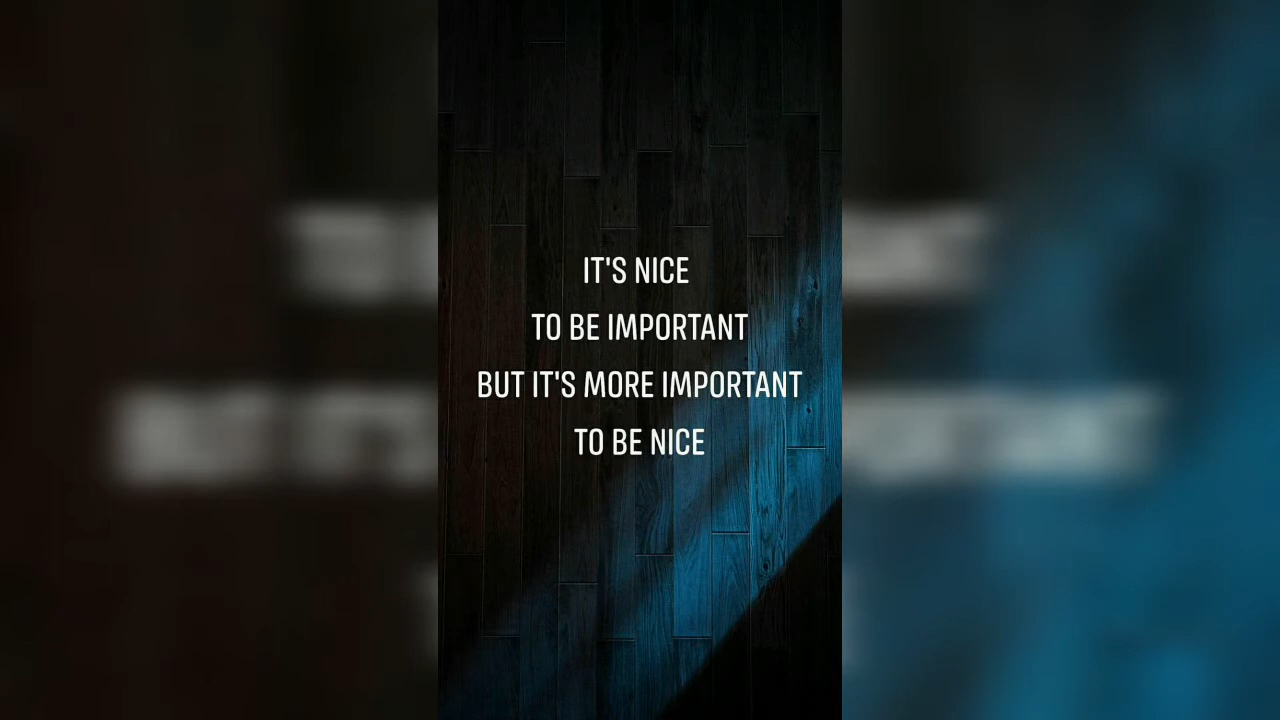 IT'S NICE
TO BE IMPORTANT
BUT IT'S MORE IMPORTANT
TO BE NICE